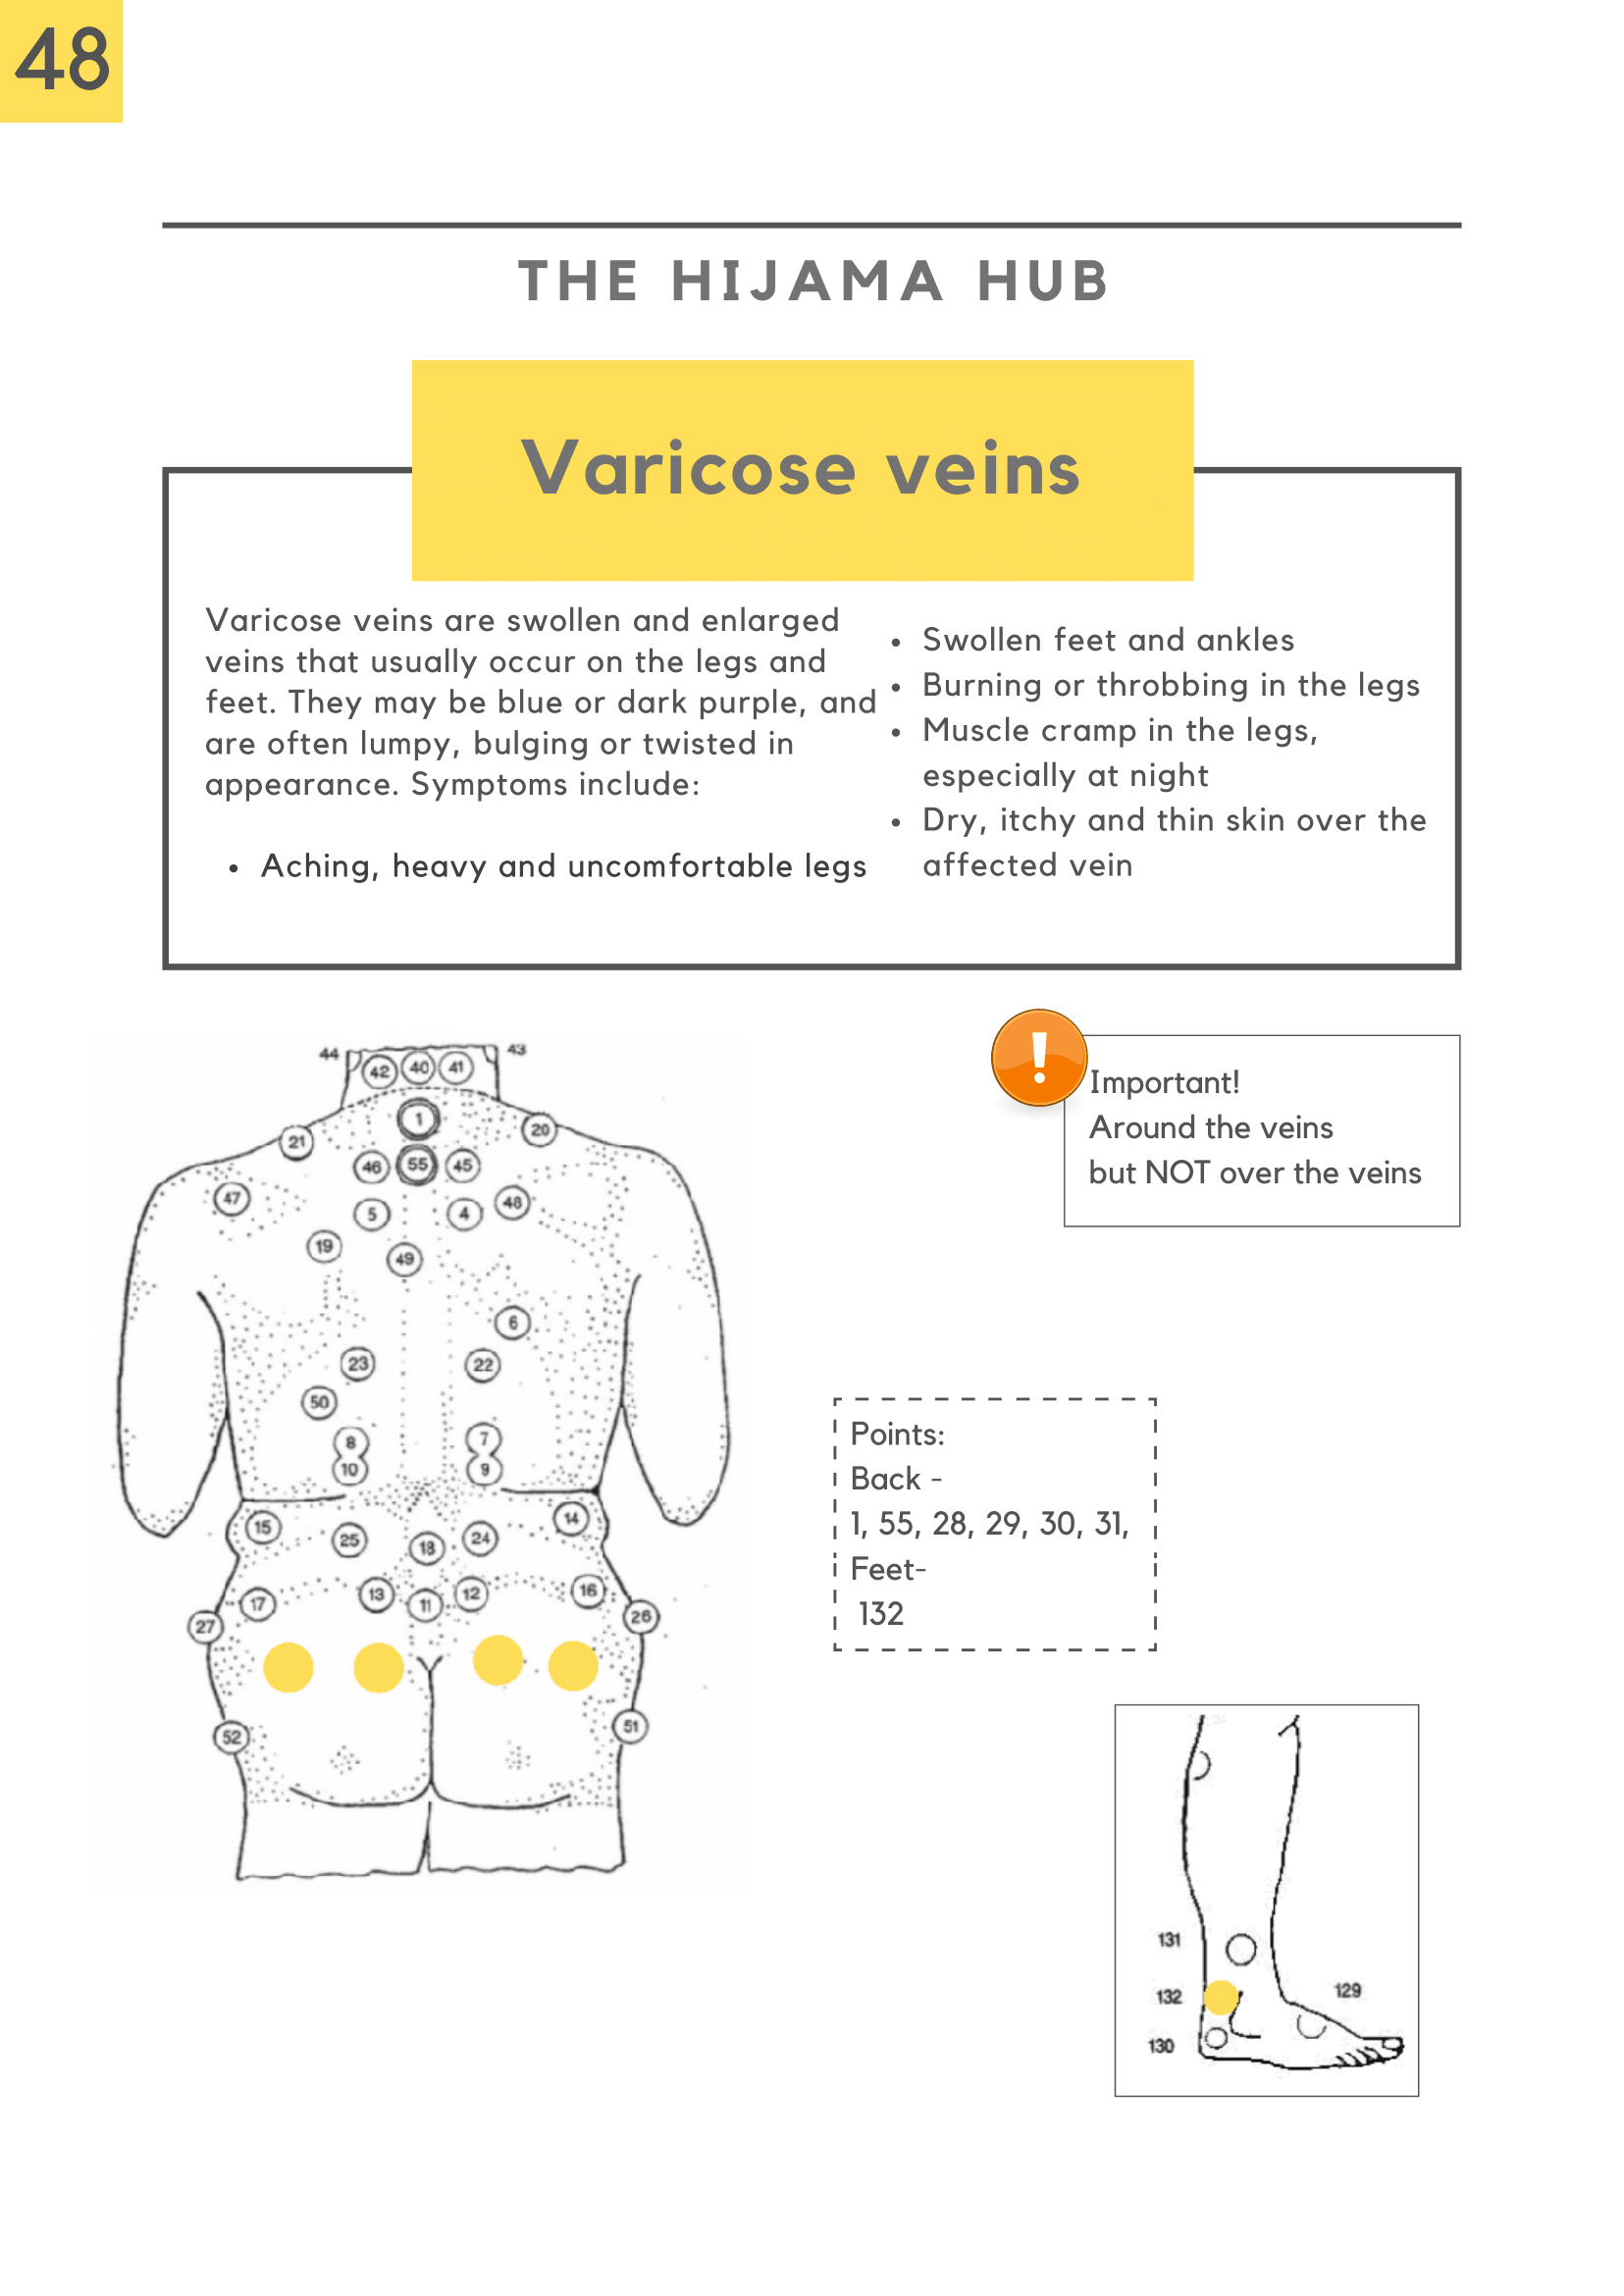 48
THE HIJAMA HUB
Varicose veins
Varicose veins are swollen and enlarged
veins that usually occur on the legs and
feet. They may be blue or dark purple, and
are often lumpy, bulging or twisted in
appearance. Symptoms include:
• Aching, heavy and uncomfortable legs
• Swollen feet and ankles
• Burning or throbbing in the legs
• Muscle cramp in the legs,
especially at night
• Dry, itchy and thin skin over the
affected vein
!
Important!
Around the veins
but NOT over the veins
44 42 40 41 43
1
21 20
46 55 45
47 5 4 48
19 49
6
23 22
50
8 7
10 9
15 25 18 24 14
17 13 11 12 16
27 26
52 51
Points:
Back -
1, 55, 28, 29, 30, 31,
Feet-
132
131
132 129
130